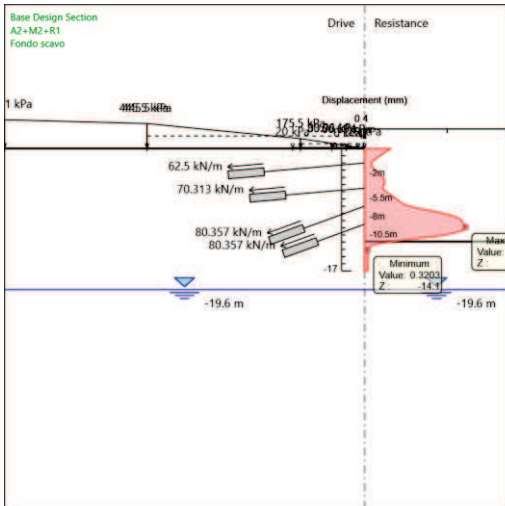 Base Design Section
A2+M2+R1
Fondo scavo
Drive
Resistance
Displacement (mm)
0.4
1 kPa
175.5 kPa
20 kPa
62.5 kN/m
70.313 kN/m
80.357 kN/m
80.357 kN/m
-2m
-5.5m
-8m
-10.5m
-17
Max
Value:
Z :
Minimum
Value: 0.3203
Z : -14.1
-19.6 m
-19.6 m